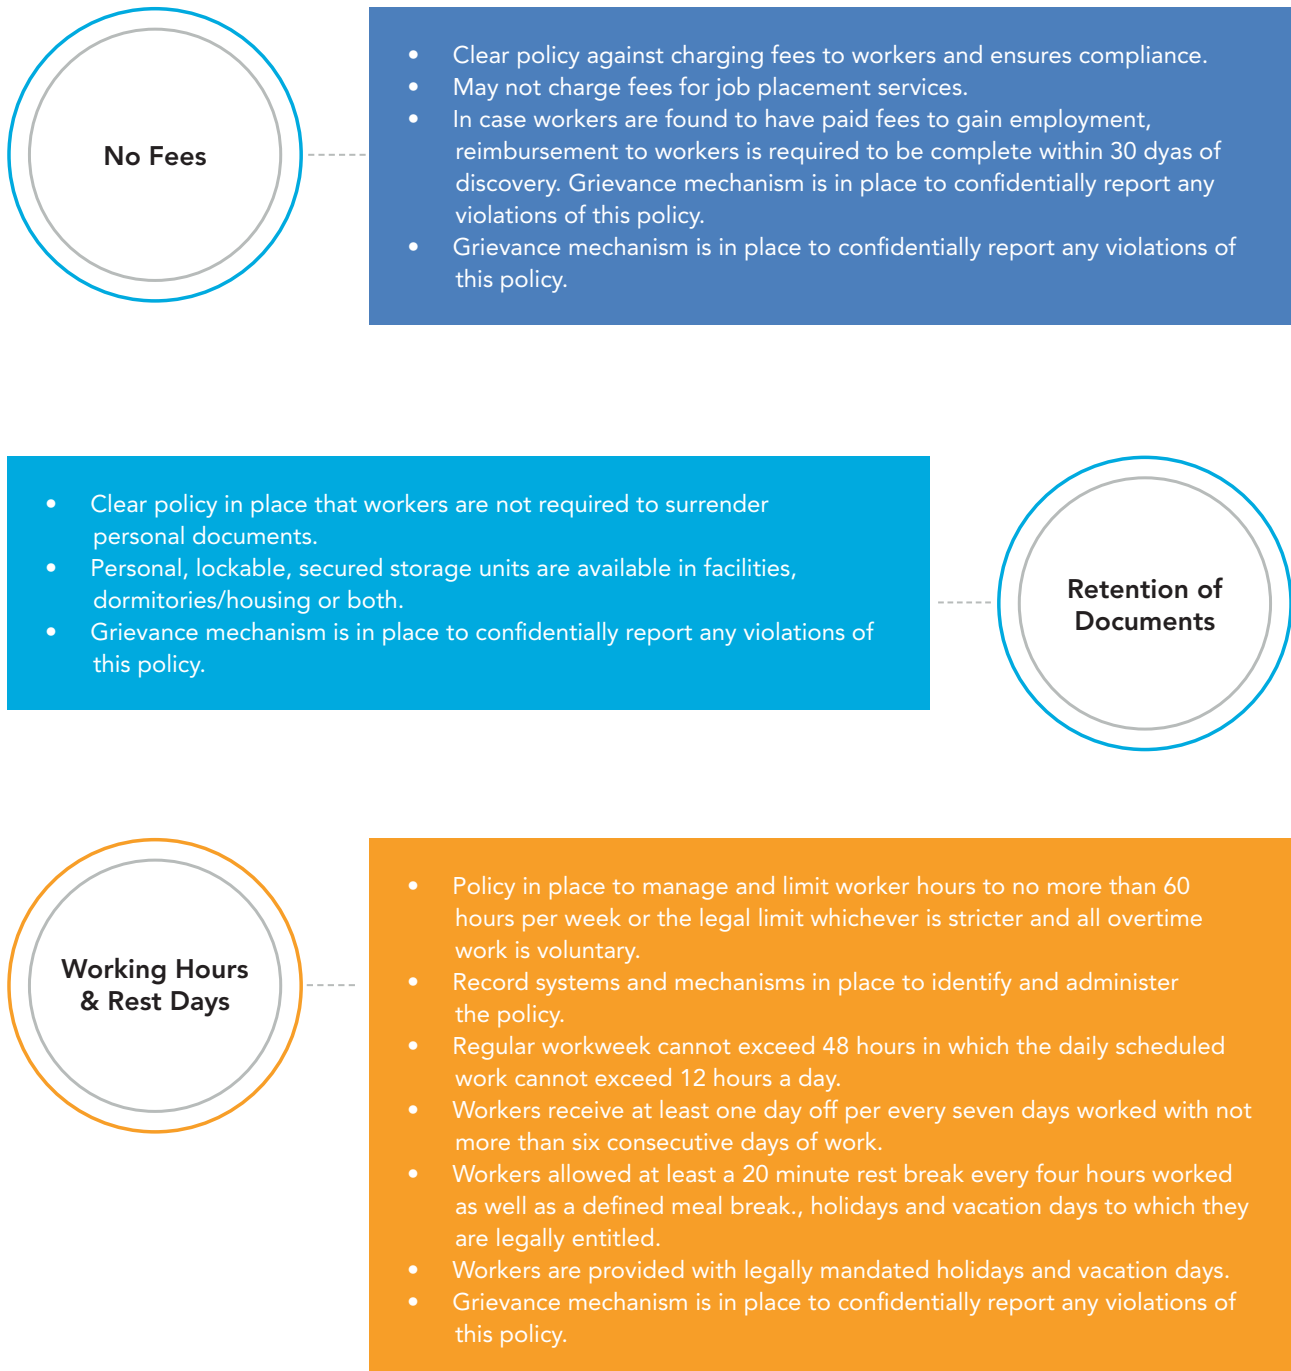 No Fees
• Clear policy against charging fees to workers and ensures compliance.
• May not charge fees for job placement services.
• In case workers are found to have paid fees to gain employment,
reimbursement to workers is required to be complete within 30 dyas of
discovery. Grievance mechanism is in place to confidentially report any
violations of this policy.
• Grievance mechanism is in place to confidentially report any violations of
this policy.
• Clear policy in place that workers are not required to surrender
personal documents.
• Personal, lockable, secured storage units are available in facilities,
dormitories/housing or both.
• Grievance mechanism is in place to confidentially report any violations of
this policy.
Retention of
Documents
Working Hours
& Rest Days
• Policy in place to manage and limit worker hours to no more than 60
hours per week or the legal limit whichever is stricter and all overtime
work is voluntary.
• Record systems and mechanisms in place to identify and administer
the policy.
• Regular workweek cannot exceed 48 hours in which the daily scheduled
work cannot exceed 12 hours a day.
• Workers receive at least one day off per every seven days worked with not
more than six consecutive days of work.
• Workers allowed at least a 20 minute rest break every four hours worked
as well as a defined meal break., holidays and vacation days to which they
are legally entitled.
• Workers are provided with legally mandated holidays and vacation days.
• Grievance mechanism is in place to confidentially report any violations of
this policy.